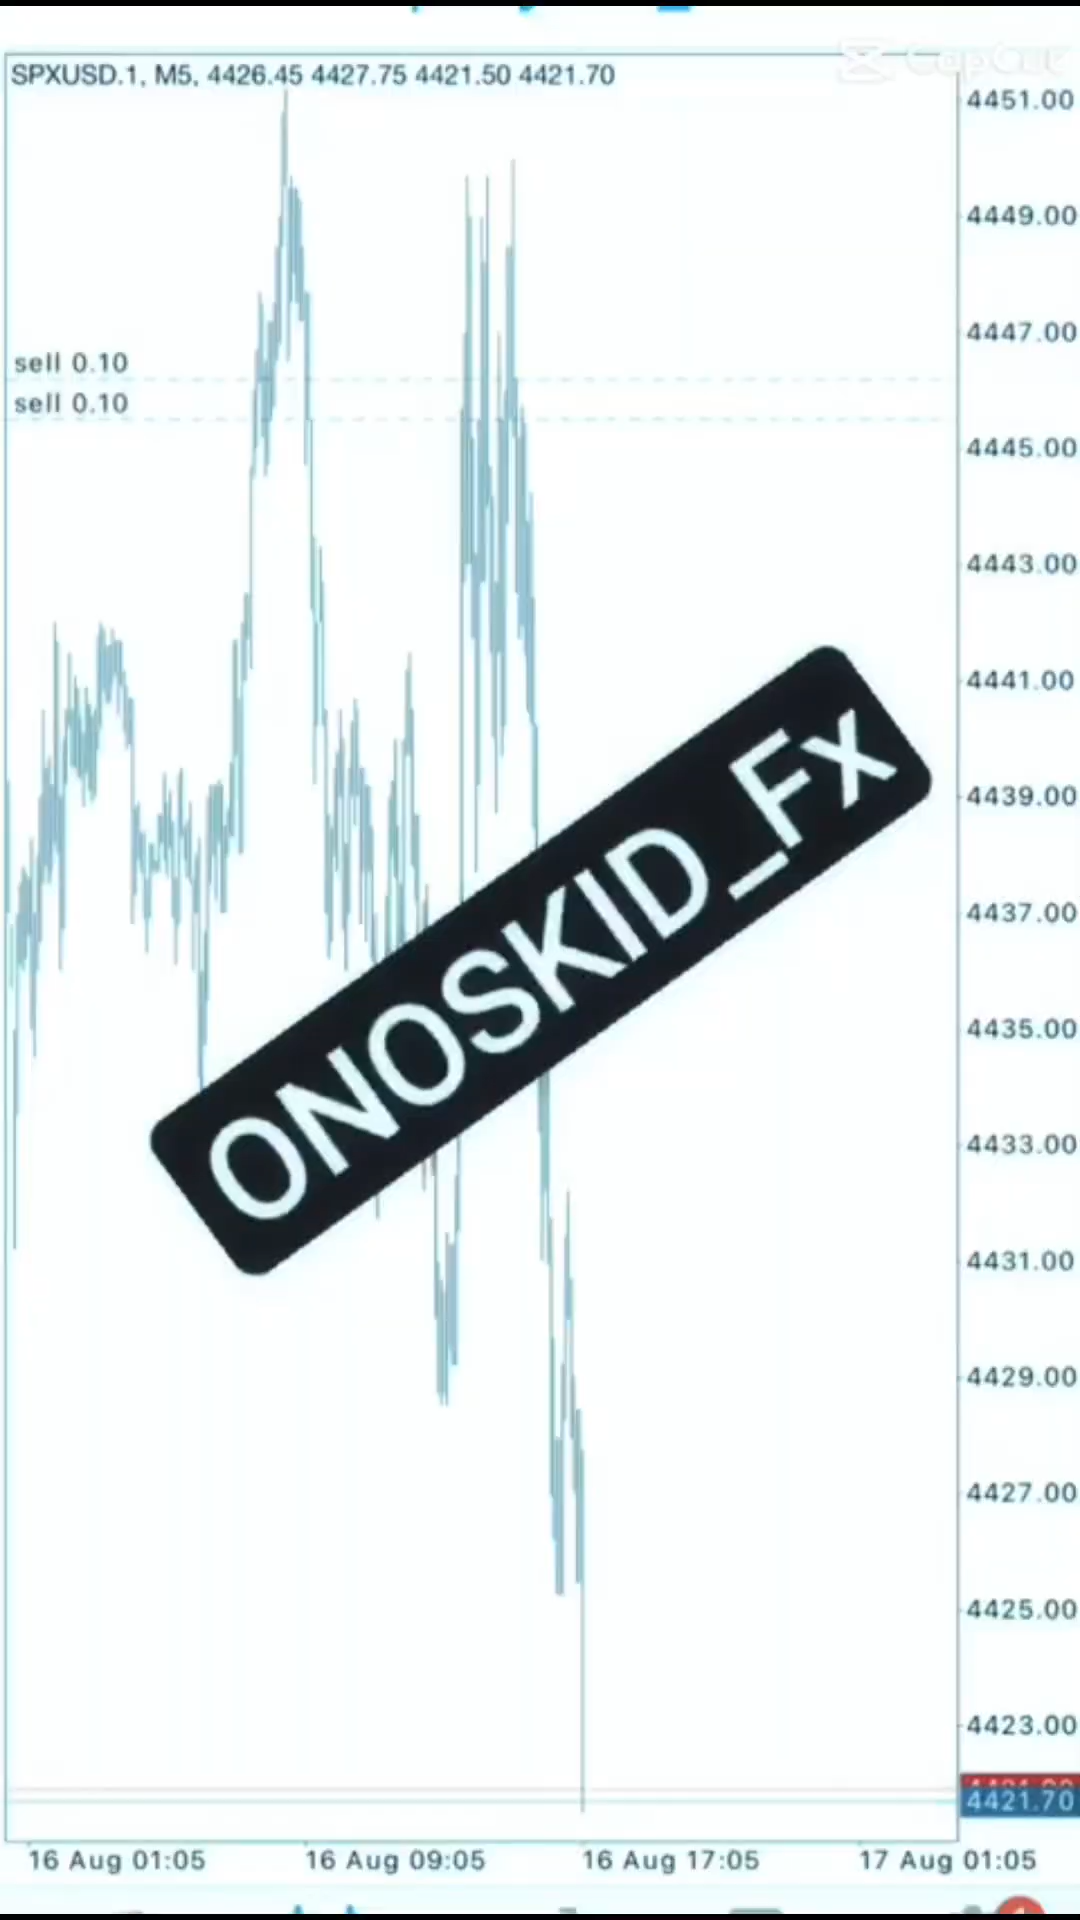 SPXUSD.1, M5, 4426.45 4427.75 4421.50 4421.70
CapCut
4451.00
4449.00
4447.00
sell 0.10
sell 0.10
4445.00
4443.00
4441.00
4439.00
4437.00
4435.00
4433.00
4431.00
4429.00
4427.00
4425.00
4423.00
4421.70
ONOSKID_Fx
16 Aug 01:05
16 Aug 09:05
16 Aug 17:05
17 Aug 01:05